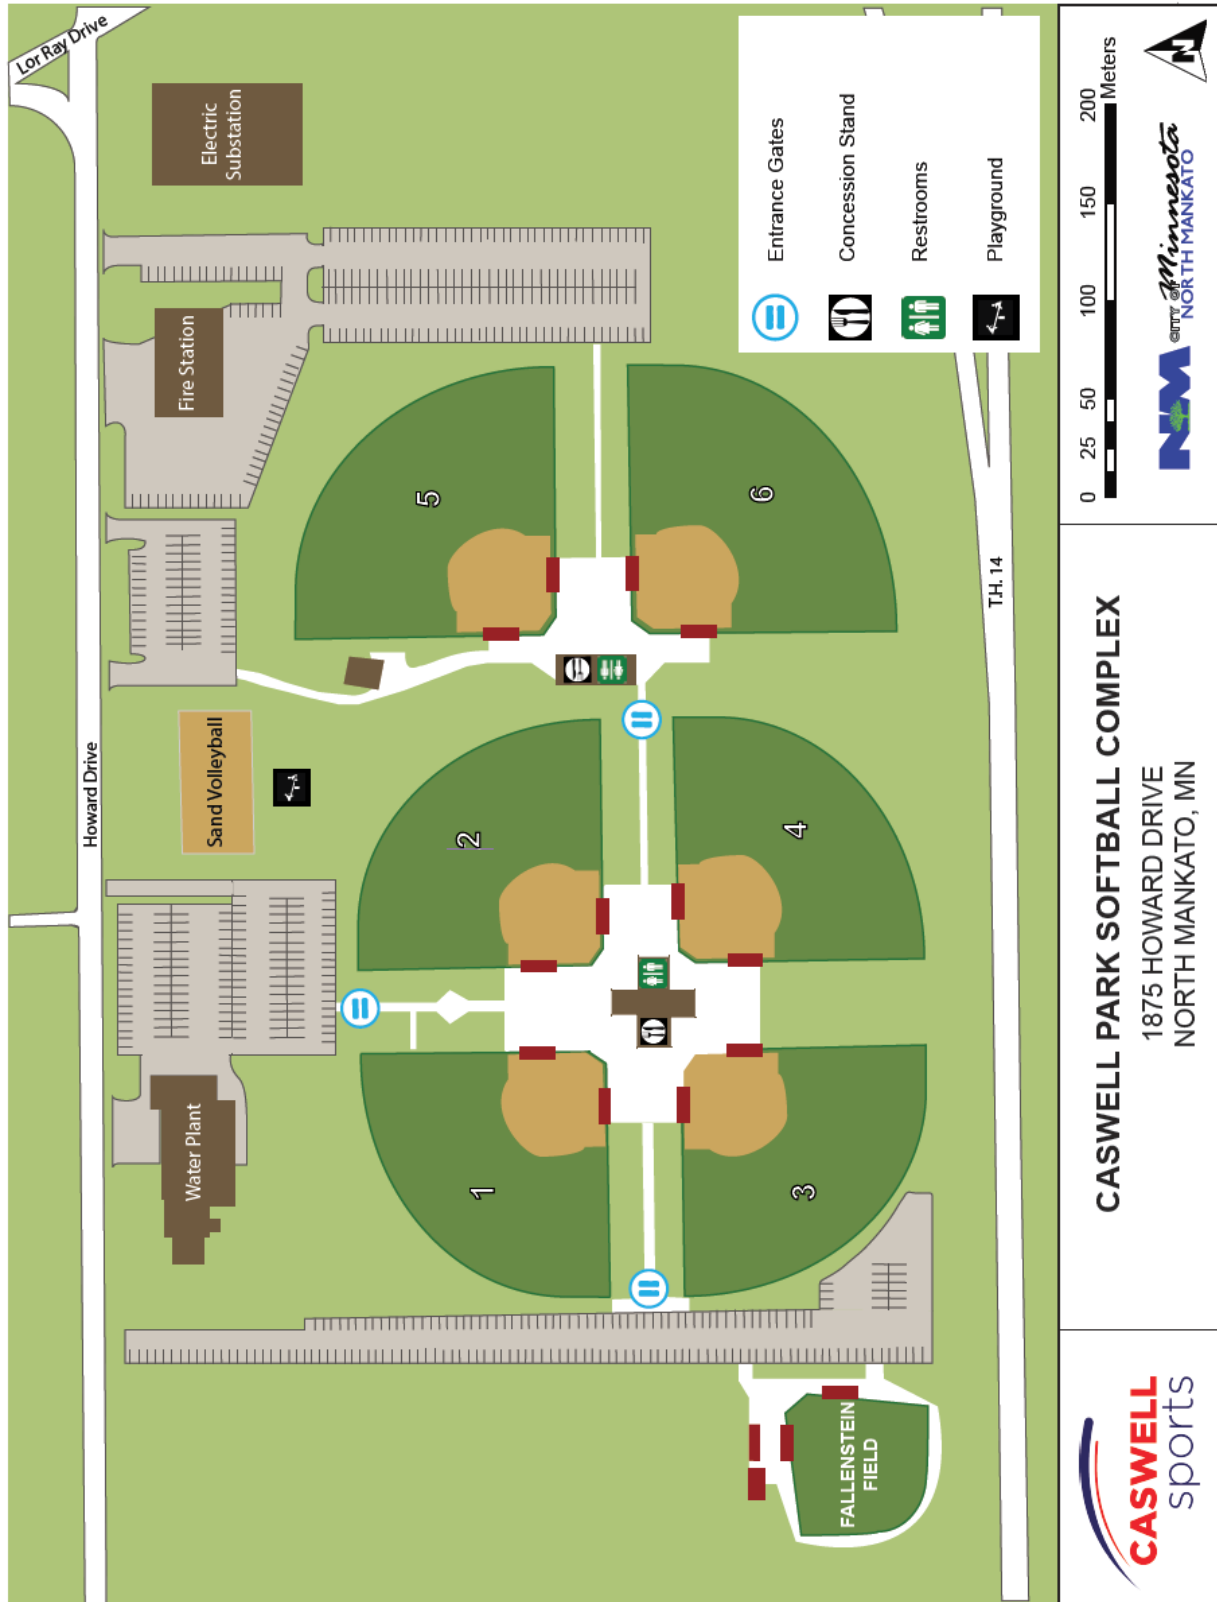 Lor Ray Drive
Electric
Substation
Fire Station
Howard Drive
Sand Volleyball
Water Plant
5
6
2
4
1
3
T.H. 14
FALLENSTEIN
FIELD
Entrance Gates
Concession Stand
Restrooms
Playground
CASWELL sports
CASWELL PARK SOFTBALL COMPLEX
1875 HOWARD DRIVE
NORTH MANKATO, MN
0 25 50 100 150 200
Meters
NM
CITY OF Minnesota
NORTH MANKATO
N